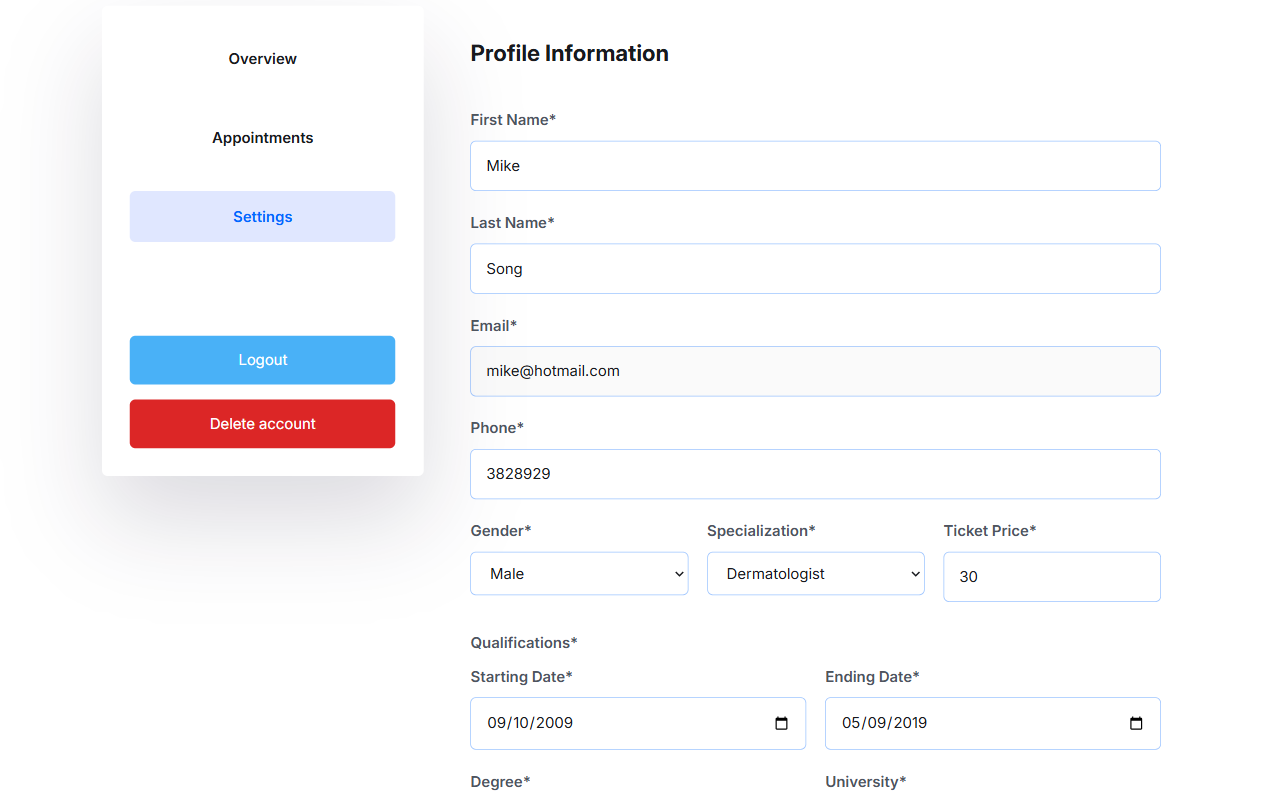 Overview
Appointments
Settings
Logout
Delete account
Profile Information
First Name*
Mike
Last Name*
Song
Email*
mike@hotmail.com
Phone*
3828929
Gender* Specialization* Ticket Price*
Male Dermatologist 30
Qualifications*
Starting Date* Ending Date*
09/10/2009 05/09/2019
Degree* University*